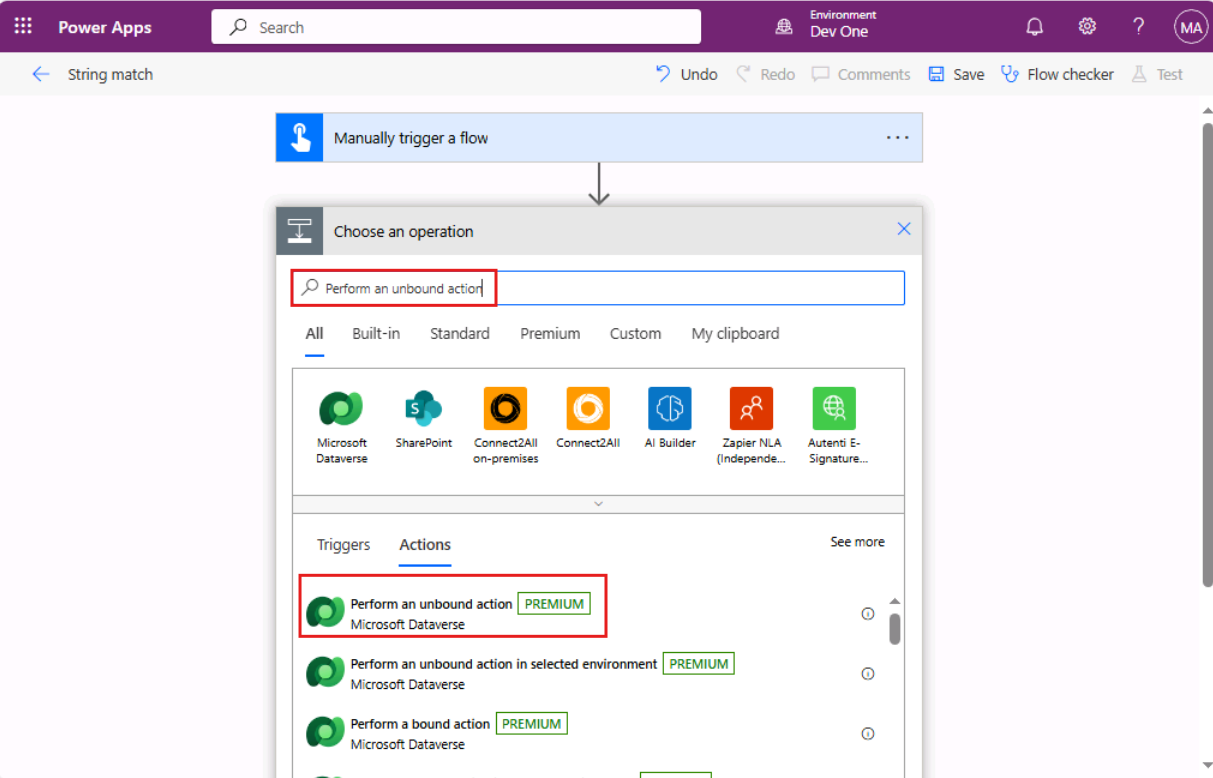 Power Apps
Search
Environment
Dev One
?
MA
String match
Undo
Redo
Comments
Save
Flow checker
Test
Manually trigger a flow
Choose an operation
Perform an unbound action
All
Built-in
Standard
Premium
Custom
My clipboard
Microsoft
Dataverse
S
SharePoint
Connect2All
on-premises
Connect2All
AI Builder
Zapier NLA
(Independe...
Autenti E-
Signature...
Triggers
Actions
See more
Perform an unbound action PREMIUM
Microsoft Dataverse
Perform an unbound action in selected environment PREMIUM
Microsoft Dataverse
Perform a bound action PREMIUM
Microsoft Dataverse